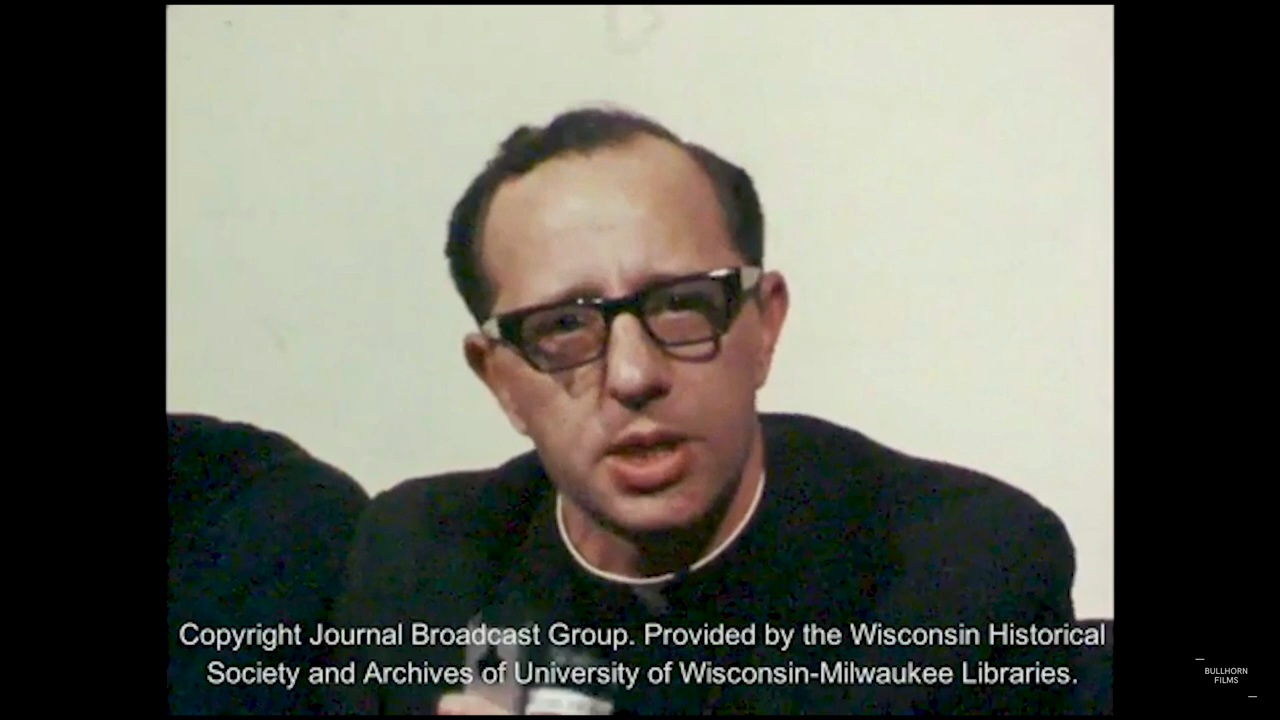 Copyright Journal Broadcast Group. Provided by the Wisconsin Historical
Society and Archives of University of Wisconsin-Milwaukee Libraries.
BULLHORN
FILMS